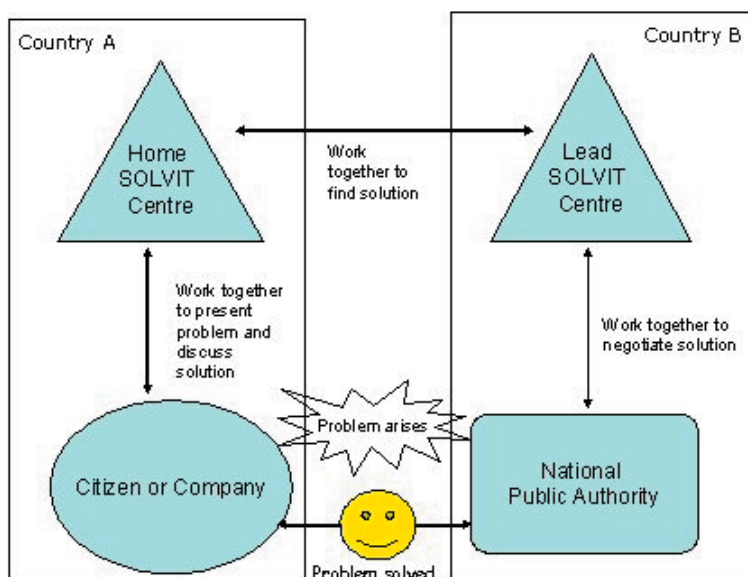 Country A
Country B
Home
SOLVIT
Centre
Work
together to
find solution
Lead
SOLVIT
Centre
Work together
to present
problem and
discuss
solution
Work together to
negotiate solution
Problem arises
Citizen or Company
National
Public Authority
Problem solved